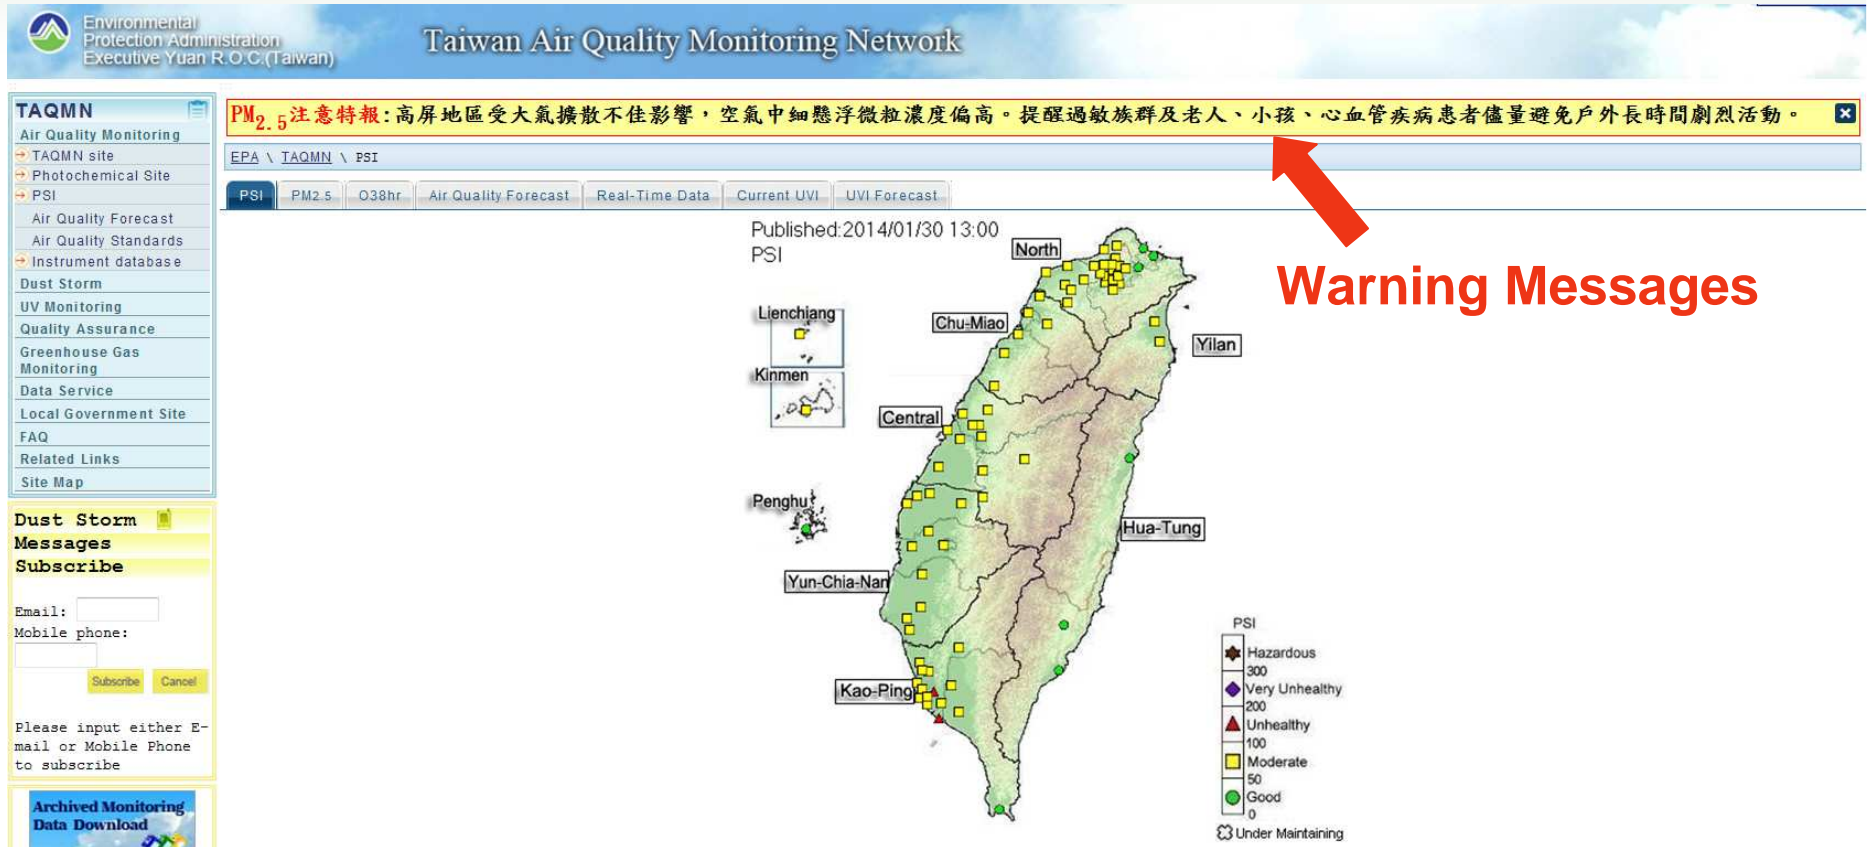 Environmental
Protection Administration
Executive Yuan R.O.C.(Taiwan)
Taiwan Air Quality Monitoring Network
TAQMN
Air Quality Monitoring
TAQMN site
Photochemical Site
PSI
Air Quality Forecast
Air Quality Standards
Instrument database
Dust Storm
UV Monitoring
Quality Assurance
Greenhouse Gas
Monitoring
Data Service
Local Government Site
FAQ
Related Links
Site Map
Dust Storm
Messages
Subscribe
Email:
Mobile phone:
Subscribe Cancel
Please input either E-
mail or Mobile Phone
to subscribe
Archived Monitoring
Data Download
PM2.5注意特報:高屏地區受大氣擴散不佳影響，空氣中細懸浮微粒濃度偏高。提醒過敏族群及老人、小孩、心血管疾病患者儘量避免戶外長時間劇烈活動。
EPA \ TAQMN \ PSI
PSI PM2.5 O38hr Air Quality Forecast Real-Time Data Current UVI UVI Forecast
Published:2014/01/30 13:00
PSI
Warning Messages
North
Lienchiang
Chu-Miao
Yilan
Kinmen
Central
Penghu
Hua-Tung
Yun-Chia-Nan
Kao-Ping
PSI
Hazardous
300
Very Unhealthy
200
Unhealthy
100
Moderate
50
Good
0
Under Maintaining